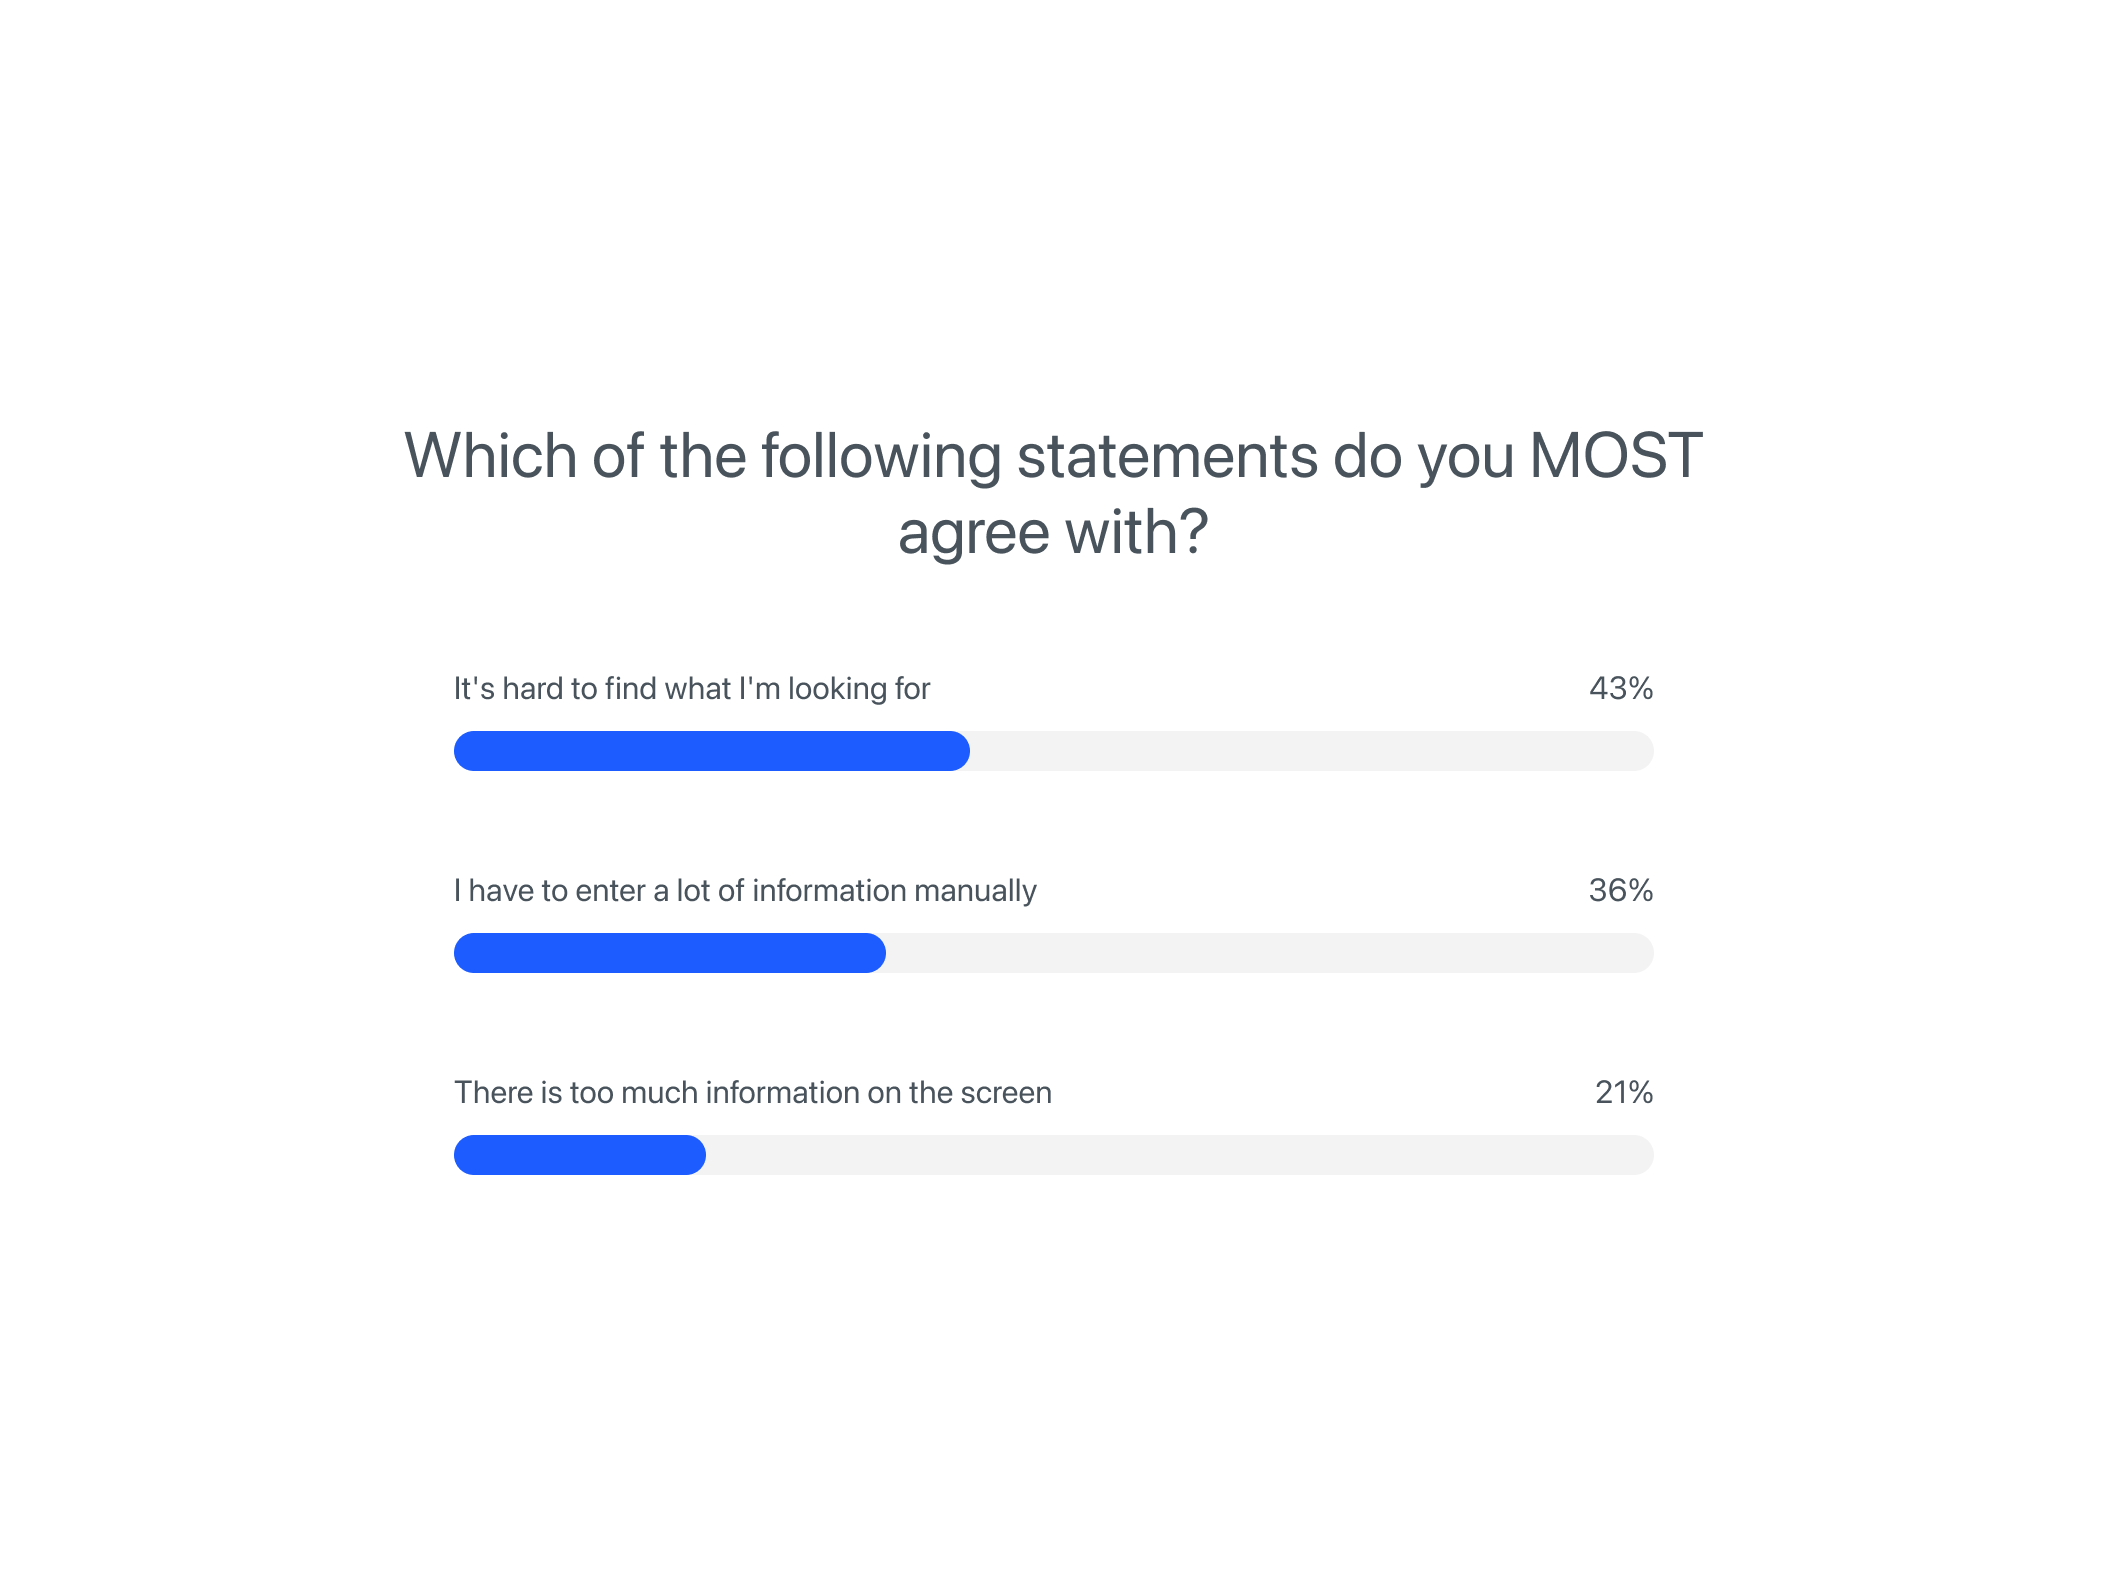 Which of the following statements do you MOST
agree with?
It's hard to find what I'm looking for 43%
I have to enter a lot of information manually 36%
There is too much information on the screen 21%